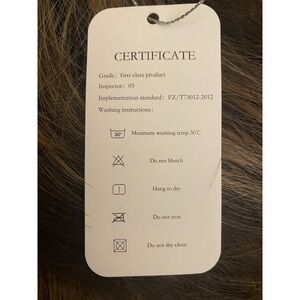 CERTIFICATE
Grade: first-class product
Inspector: 03
Implementation standard: FZ/T73012-2012
Washing instructions:
30° Maximum washing temp.30℃
Do not bleach
Hang to dry
Do not iron
Do not dry clean